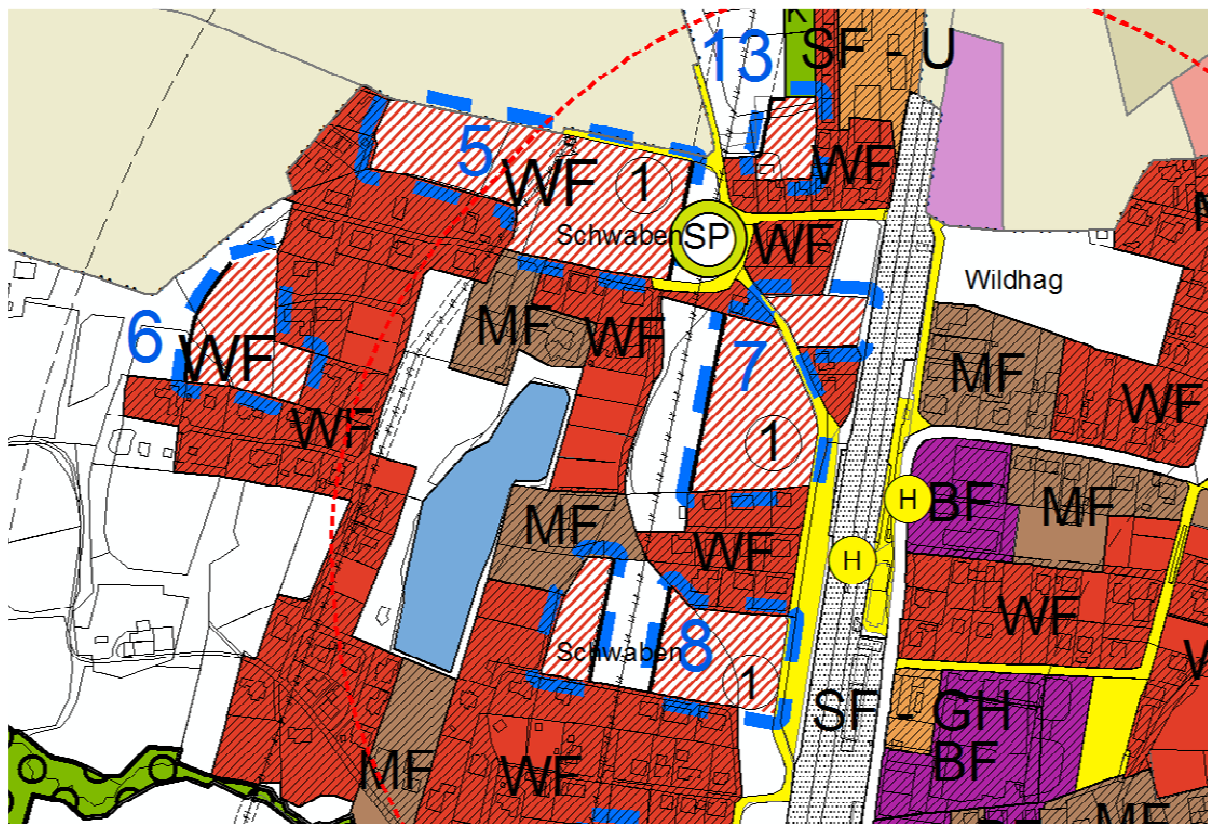 K
13
SF - U
5
WF
1
WF
Schwaben
SP
WF
Wildhag
6
WF
MF
WF
7
MF
WF
WF
1
H
BF
MF
MF
WF
H
WF
Schwaben
8
1
SF - GH
MF
WF
BF
MF